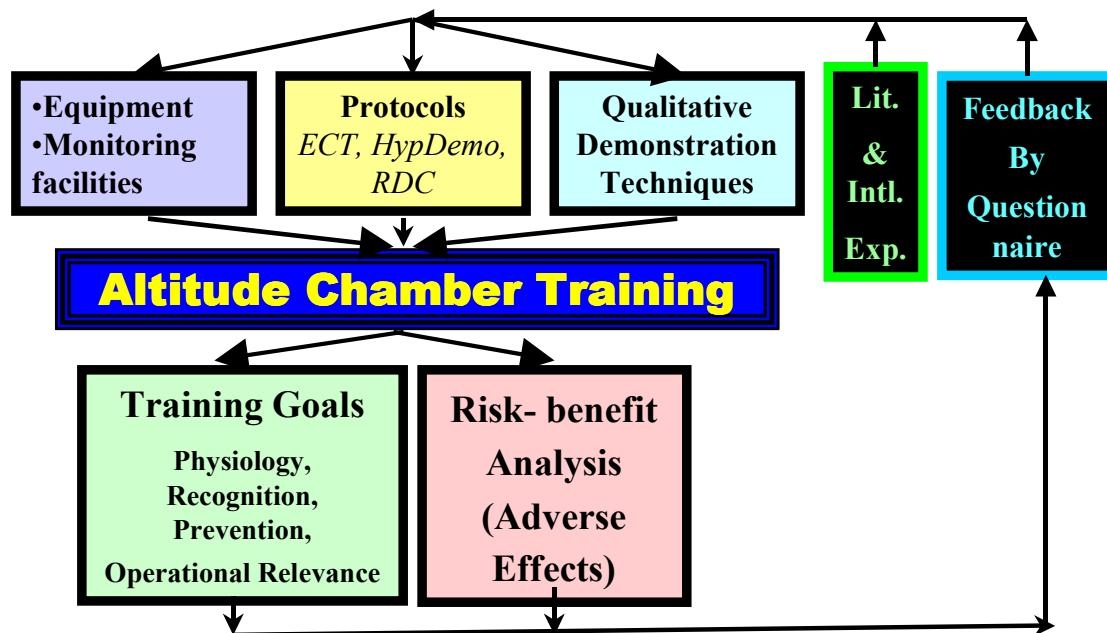 •Equipment
•Monitoring
facilities
Protocols
ECT, HypDemo,
RDC
Qualitative
Demonstration
Techniques
Lit.
&
Intl.
Exp.
Feedback
By
Question
naire
Altitude Chamber Training
Training Goals
Physiology,
Recognition,
Prevention,
Operational Relevance
Risk- benefit
Analysis
(Adverse
Effects)